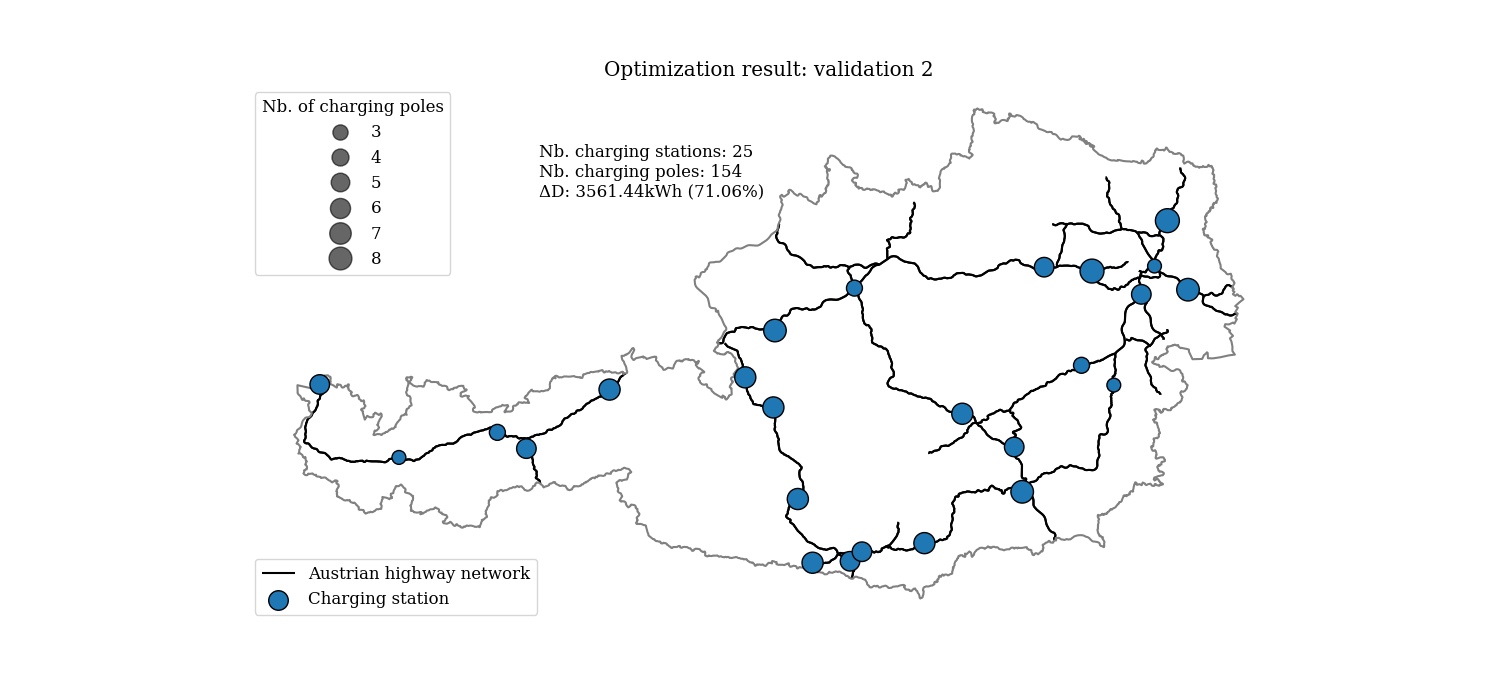 Optimization result: validation 2
Nb. of charging poles
3
4
5
6
7
8
Nb. charging stations: 25
Nb. charging poles: 154
ΔD: 3561.44kWh (71.06%)
Austrian highway network
Charging station